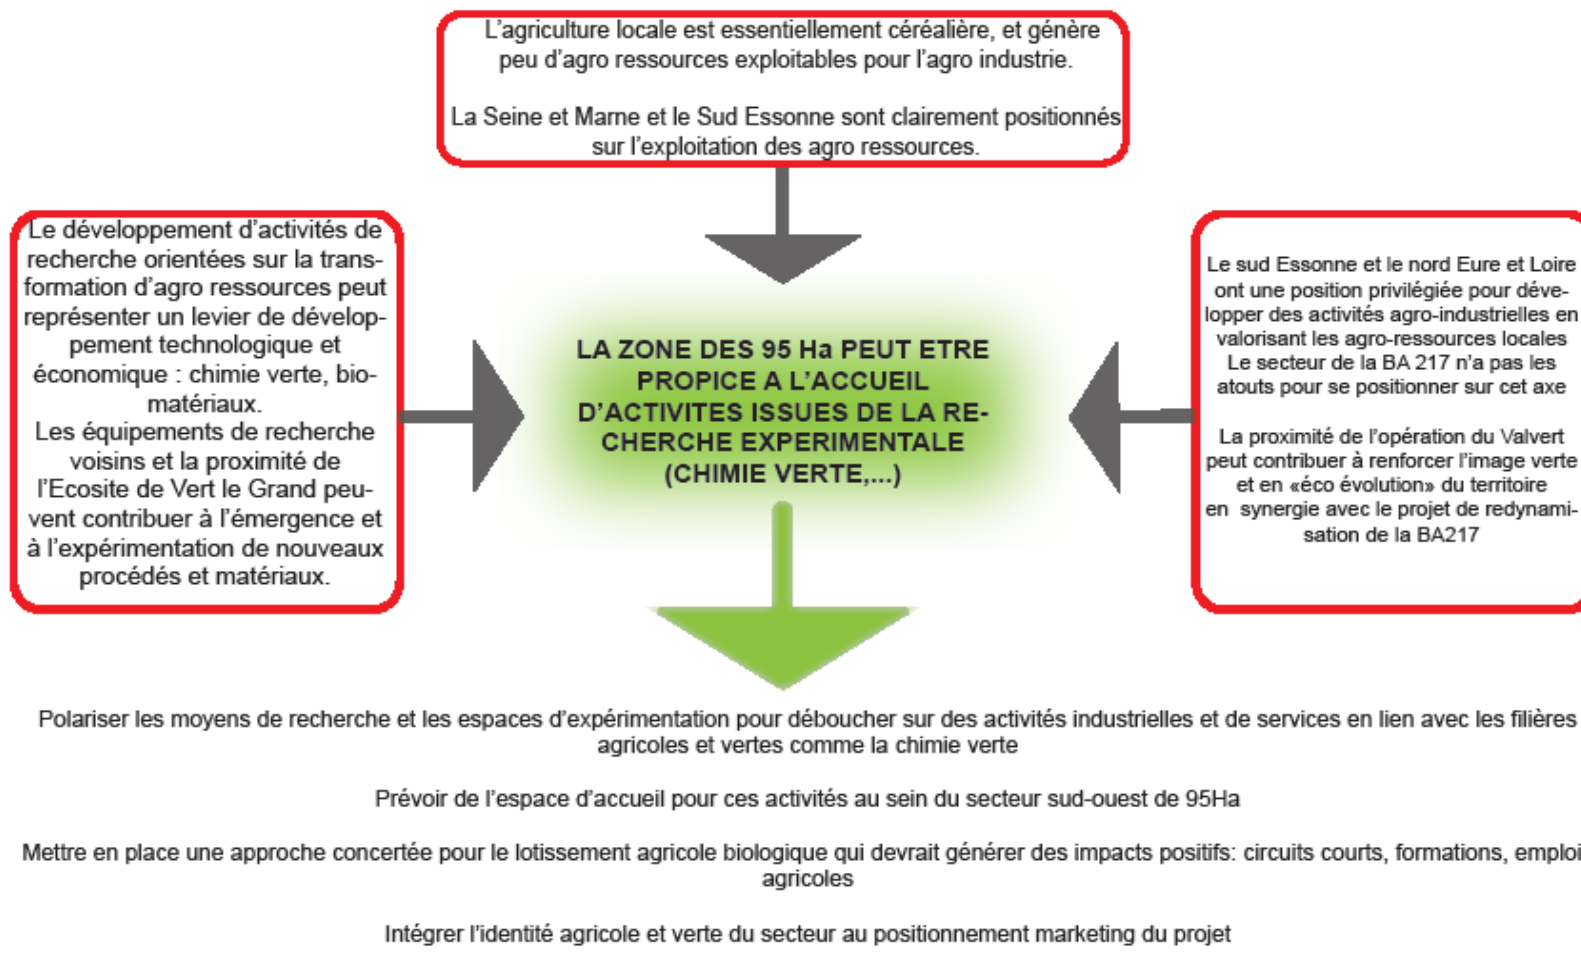 L'agriculture locale est essentiellement céréalière, et génère
peu d'agro ressources exploitables pour l'agro industrie.
La Seine et Marne et le Sud Essonne sont clairement positionnés
sur l'exploitation des agro ressources.
Le développement d'activités de
recherche orientées sur la trans-
formation d'agro ressources peut
représenter un levier de dévelop-
pement technologique et
économique : chimie verte, bio-
matériaux.
Les équipements de recherche
voisins et la proximité de
l'Ecosite de Vert le Grand peu-
vent contribuer à l'émergence et
à l'expérimentation de nouveaux
procédés et matériaux.
LA ZONE DES 95 Ha PEUT ETRE
PROPICE A L'ACCUEIL
D'ACTIVITES ISSUES DE LA RE-
CHERCHE EXPERIMENTALE
(CHIMIE VERTE,...)
Le sud Essonne et le nord Eure et Loire
ont une position privilégiée pour déve-
lopper des activités agro-industrielles en
valorisant les agro-ressources locales
Le secteur de la BA 217 n'a pas les
atouts pour se positionner sur cet axe
La proximité de l'opération du Valvert
peut contribuer à renforcer l'image verte
et en «éco évolution» du territoire
en synergie avec le projet de redynami-
sation de la BA217
Polariser les moyens de recherche et les espaces d'expérimentation pour déboucher sur des activités industrielles et de services en lien avec les filières
agricoles et vertes comme la chimie verte
Prévoir de l'espace d'accueil pour ces activités au sein du secteur sud-ouest de 95Ha
Mettre en place une approche concertée pour le lotissement agricole biologique qui devrait générer des impacts positifs: circuits courts, formations, emploi
agricoles
Intégrer l'identité agricole et verte du secteur au positionnement marketing du projet